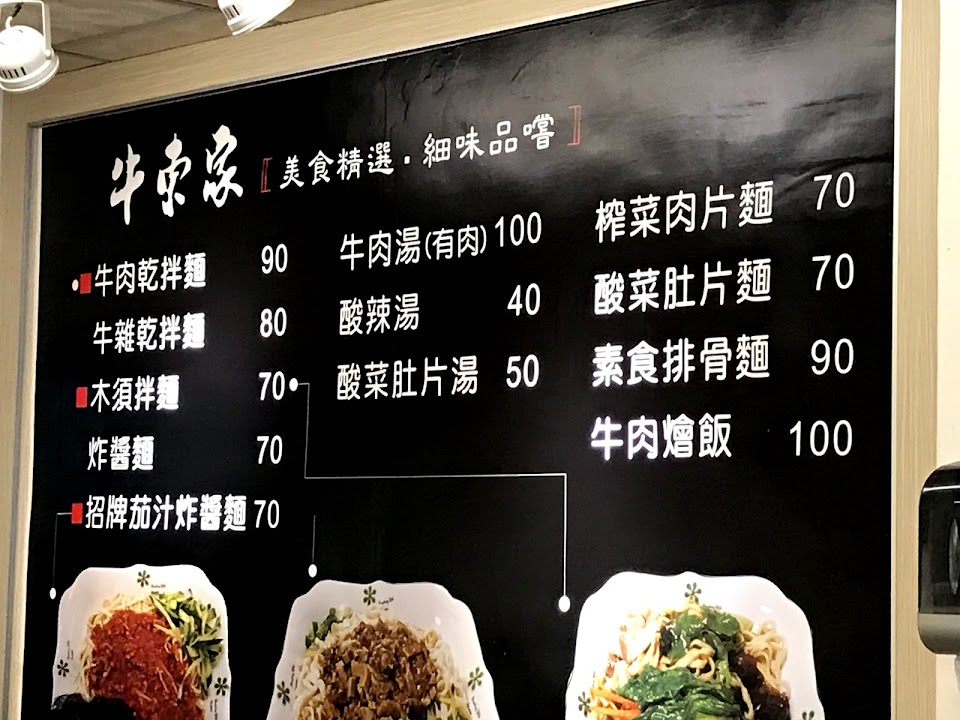 牛東家〖美食精選・細味品嚐〗
牛肉乾拌麵 90
牛雜乾拌麵 80
木須拌麵 70
炸醬麵 70
招牌茄汁炸醬麵 70
牛肉湯(有肉) 100
酸辣湯 40
酸菜肚片湯 50
榨菜肉片麵 70
酸菜肚片麵 70
素食排骨麵 90
牛肉燴飯 100